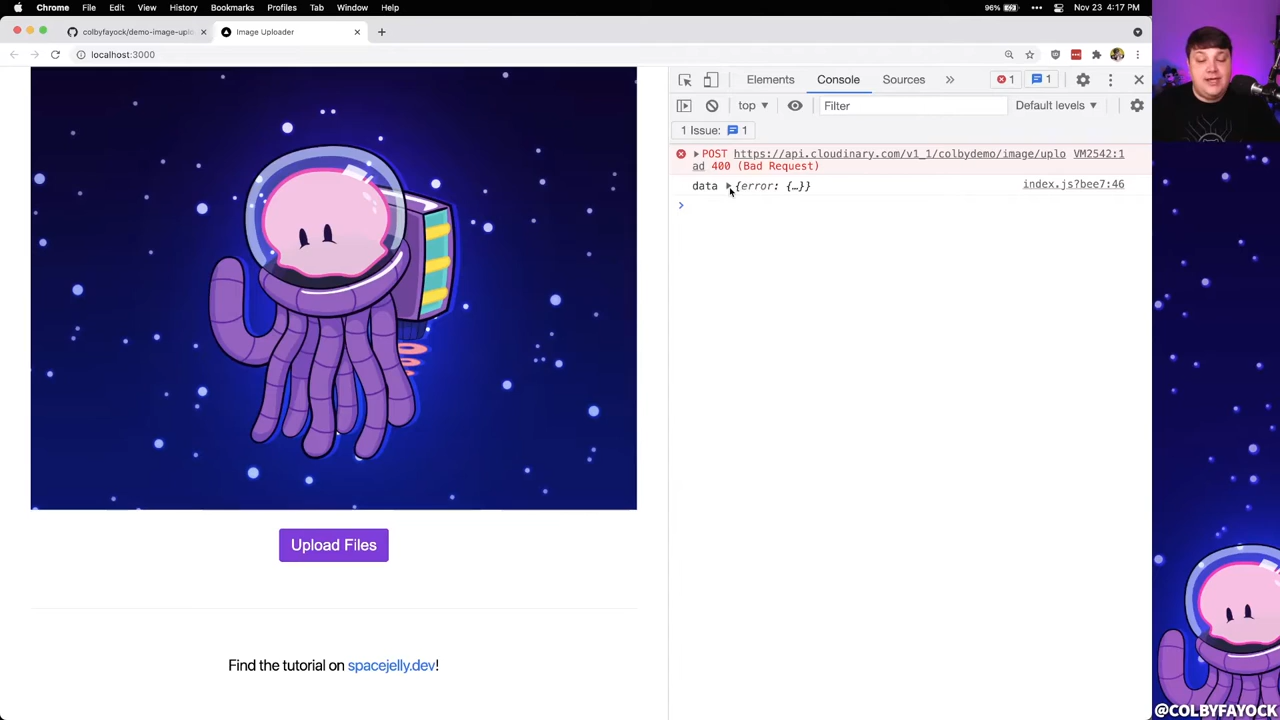 Chrome File Edit View History Bookmarks Profiles Tab Window Help 96% Nov 23 4:17 PM
colbyfayock/demo-image-uplo Image Uploader
localhost:3000
Elements Console Sources 1 1
top Filter Default levels
1 Issue: 1
POST https://api.cloudinary.com/v1_1/colbydemo/image/uplo VM2542:1
ad 400 (Bad Request)
data {error: {…}} index.js?bee7:46
Upload Files
Find the tutorial on spacejelly.dev!
@COLBYFAYOCK